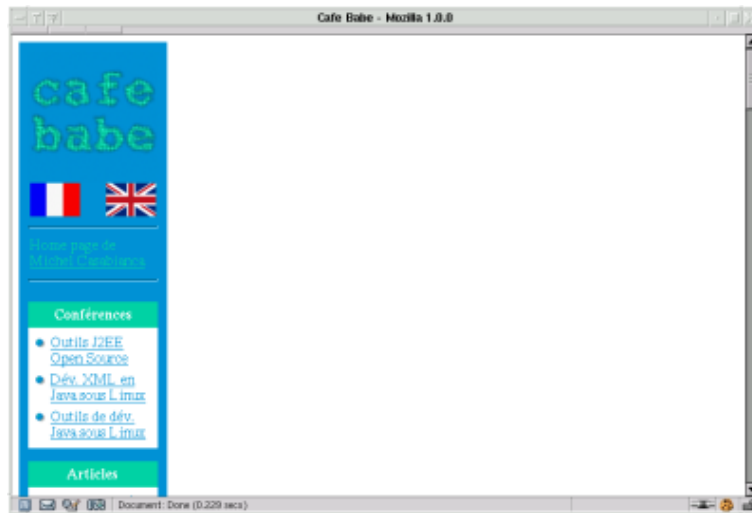 Cafe Babe - Mozilla 1.0.0
cafe
babe
Home page de
Michel Casabianca
Conférences
Outils J2EE
Open Source
Dév. XML en
Java sous Linux
Outils de dév.
Java sous Linux
Articles
Document: Done (0.229 secs)